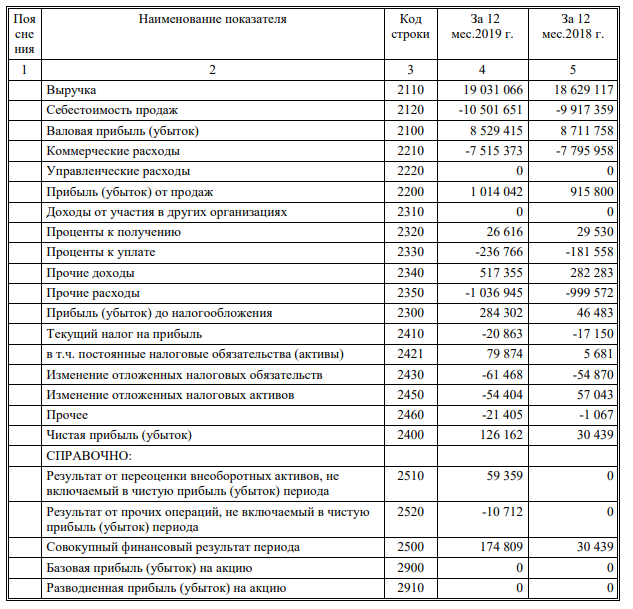 Поя сне ния | Наименование показателя | Код строки | За 12 мес.2019 г. | За 12 мес.2018 г.
1 | 2 | 3 | 4 | 5
Выручка | 2110 | 19 031 066 | 18 629 117
Себестоимость продаж | 2120 | -10 501 651 | -9 917 359
Валовая прибыль (убыток) | 2100 | 8 529 415 | 8 711 758
Коммерческие расходы | 2210 | -7 515 373 | -7 795 958
Управленческие расходы | 2220 | 0 | 0
Прибыль (убыток) от продаж | 2200 | 1 014 042 | 915 800
Доходы от участия в других организациях | 2310 | 0 | 0
Проценты к получению | 2320 | 26 616 | 29 530
Проценты к уплате | 2330 | -236 766 | -181 558
Прочие доходы | 2340 | 517 355 | 282 283
Прочие расходы | 2350 | -1 036 945 | -999 572
Прибыль (убыток) до налогообложения | 2300 | 284 302 | 46 483
Текущий налог на прибыль | 2410 | -20 863 | -17 150
в т.ч. постоянные налоговые обязательства (активы) | 2421 | 79 874 | 5 681
Изменение отложенных налоговых обязательств | 2430 | -61 468 | -54 870
Изменение отложенных налоговых активов | 2450 | -54 404 | 57 043
Прочее | 2460 | -21 405 | -1 067
Чистая прибыль (убыток) | 2400 | 126 162 | 30 439
СПРАВОЧНО:
Результат от переоценки внеоборотных активов, не | 2510 | 59 359 | 0
включаемый в чистую прибыль (убыток) периода
Результат от прочих операций, не включаемый в чистую | 2520 | -10 712 | 0
прибыль (убыток) периода
Совокупный финансовый результат периода | 2500 | 174 809 | 30 439
Базовая прибыль (убыток) на акцию | 2900 | 0 | 0
Разводненная прибыль (убыток) на акцию | 2910 | 0 | 0